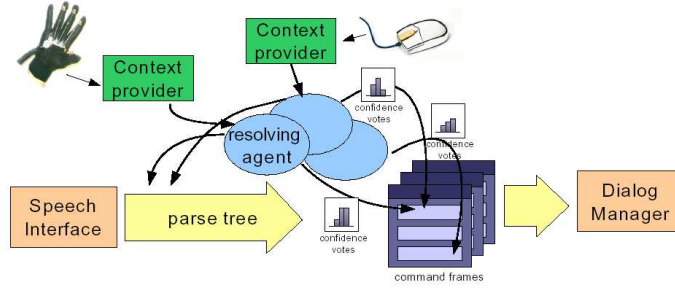 Context
provider
Context
provider
confidence
votes
resolving
agent
confidence
votes
Speech
Interface
parse tree
confidence
votes
Dialog
Manager
command frames